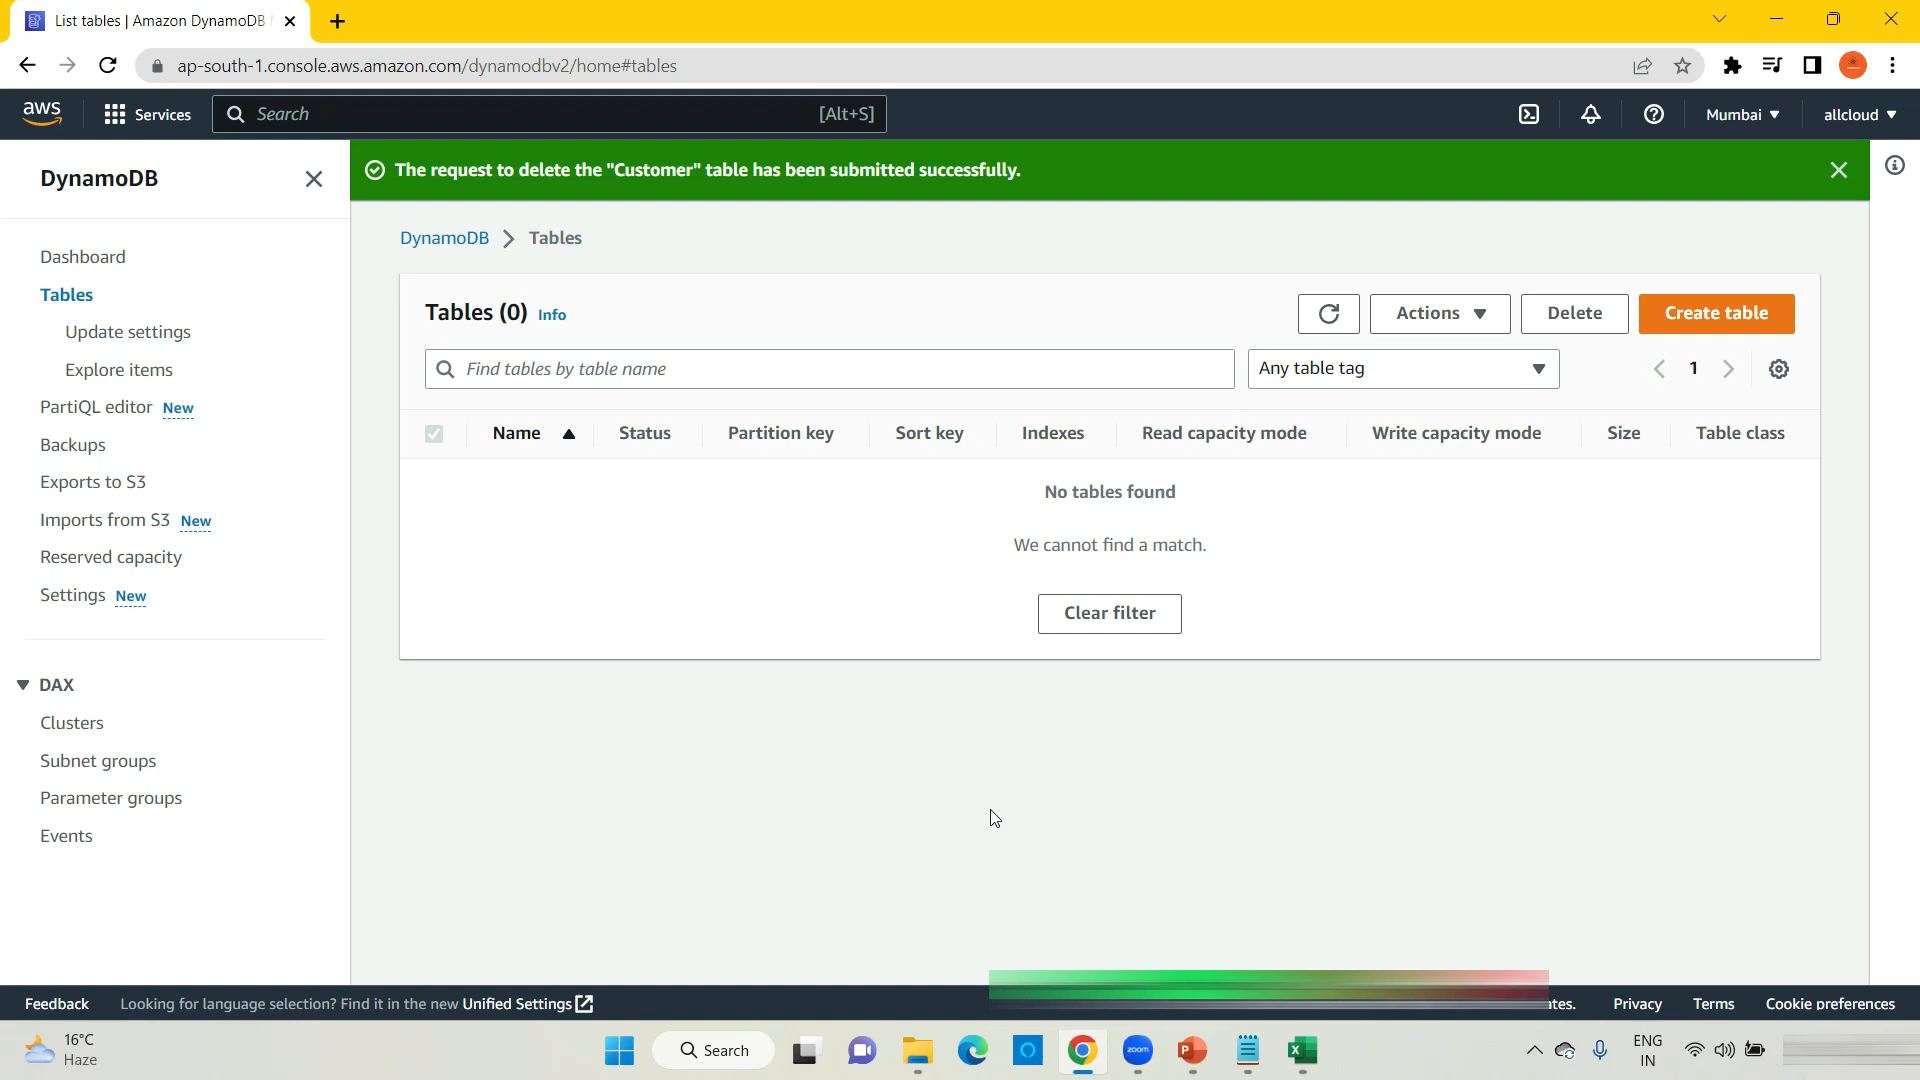 List tables | Amazon DynamoDB
ap-south-1.console.aws.amazon.com/dynamodbv2/home#tables
aws Services Search [Alt+S] Mumbai ▼ allcloud ▼
DynamoDB
The request to delete the "Customer" table has been submitted successfully.
DynamoDB > Tables
Dashboard
Tables
Update settings
Explore items
PartiQL editor New
Backups
Exports to S3
Imports from S3 New
Reserved capacity
Settings New
DAX
Clusters
Subnet groups
Parameter groups
Events
Tables (0) Info
Actions ▼ Delete Create table
Find tables by table name Any table tag 1
Name Status Partition key Sort key Indexes Read capacity mode Write capacity mode Size Table class
No tables found
We cannot find a match.
Clear filter
Feedback Looking for language selection? Find it in the new Unified Settings Privacy Terms Cookie preferences
16°C
Haze
Search
zoom
ENG
IN